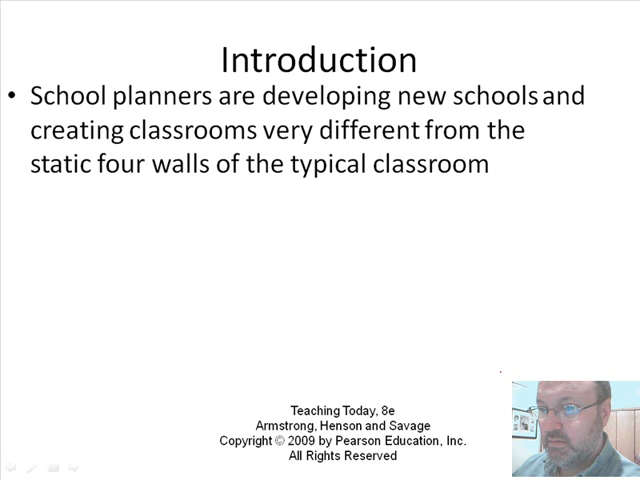 Introduction
• School planners are developing new schools and
creating classrooms very different from the
static four walls of the typical classroom
Teaching Today, 8e
Armstrong, Henson and Savage
Copyright © 2009 by Pearson Education, Inc.
All Rights Reserved